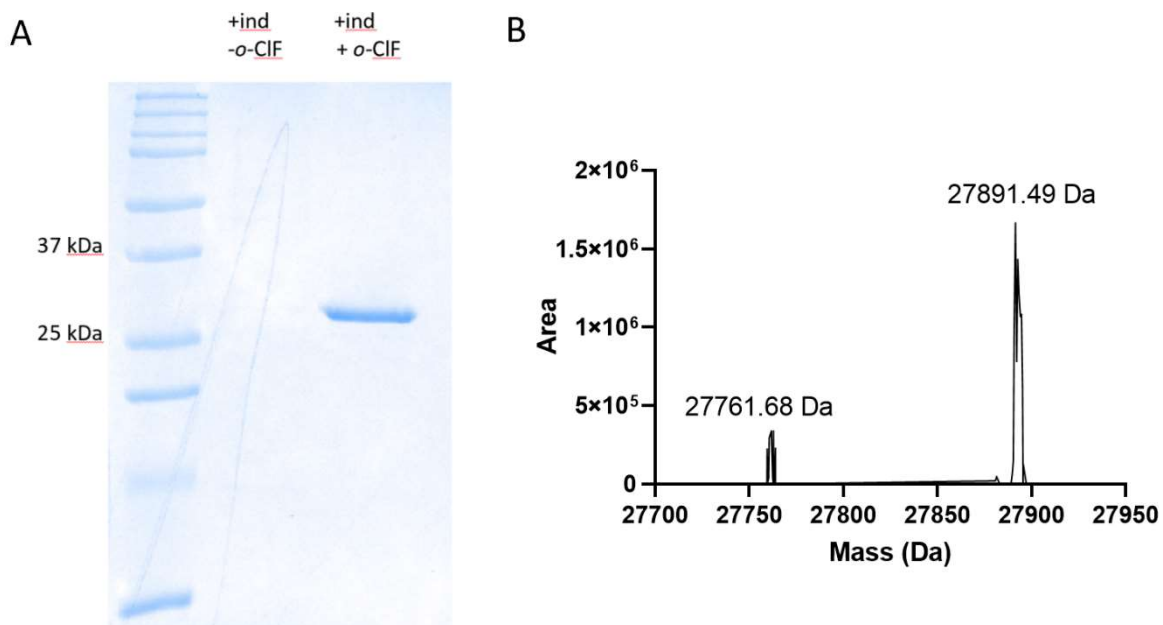 A
+ind
-o-ClF
+ind
+ o-ClF
37 kDa
25 kDa
B
2×10⁶
1.5×10⁶
1×10⁶
5×10⁵
0
Area
27891.49 Da
27761.68 Da
27700 27750 27800 27850 27900 27950
Mass (Da)